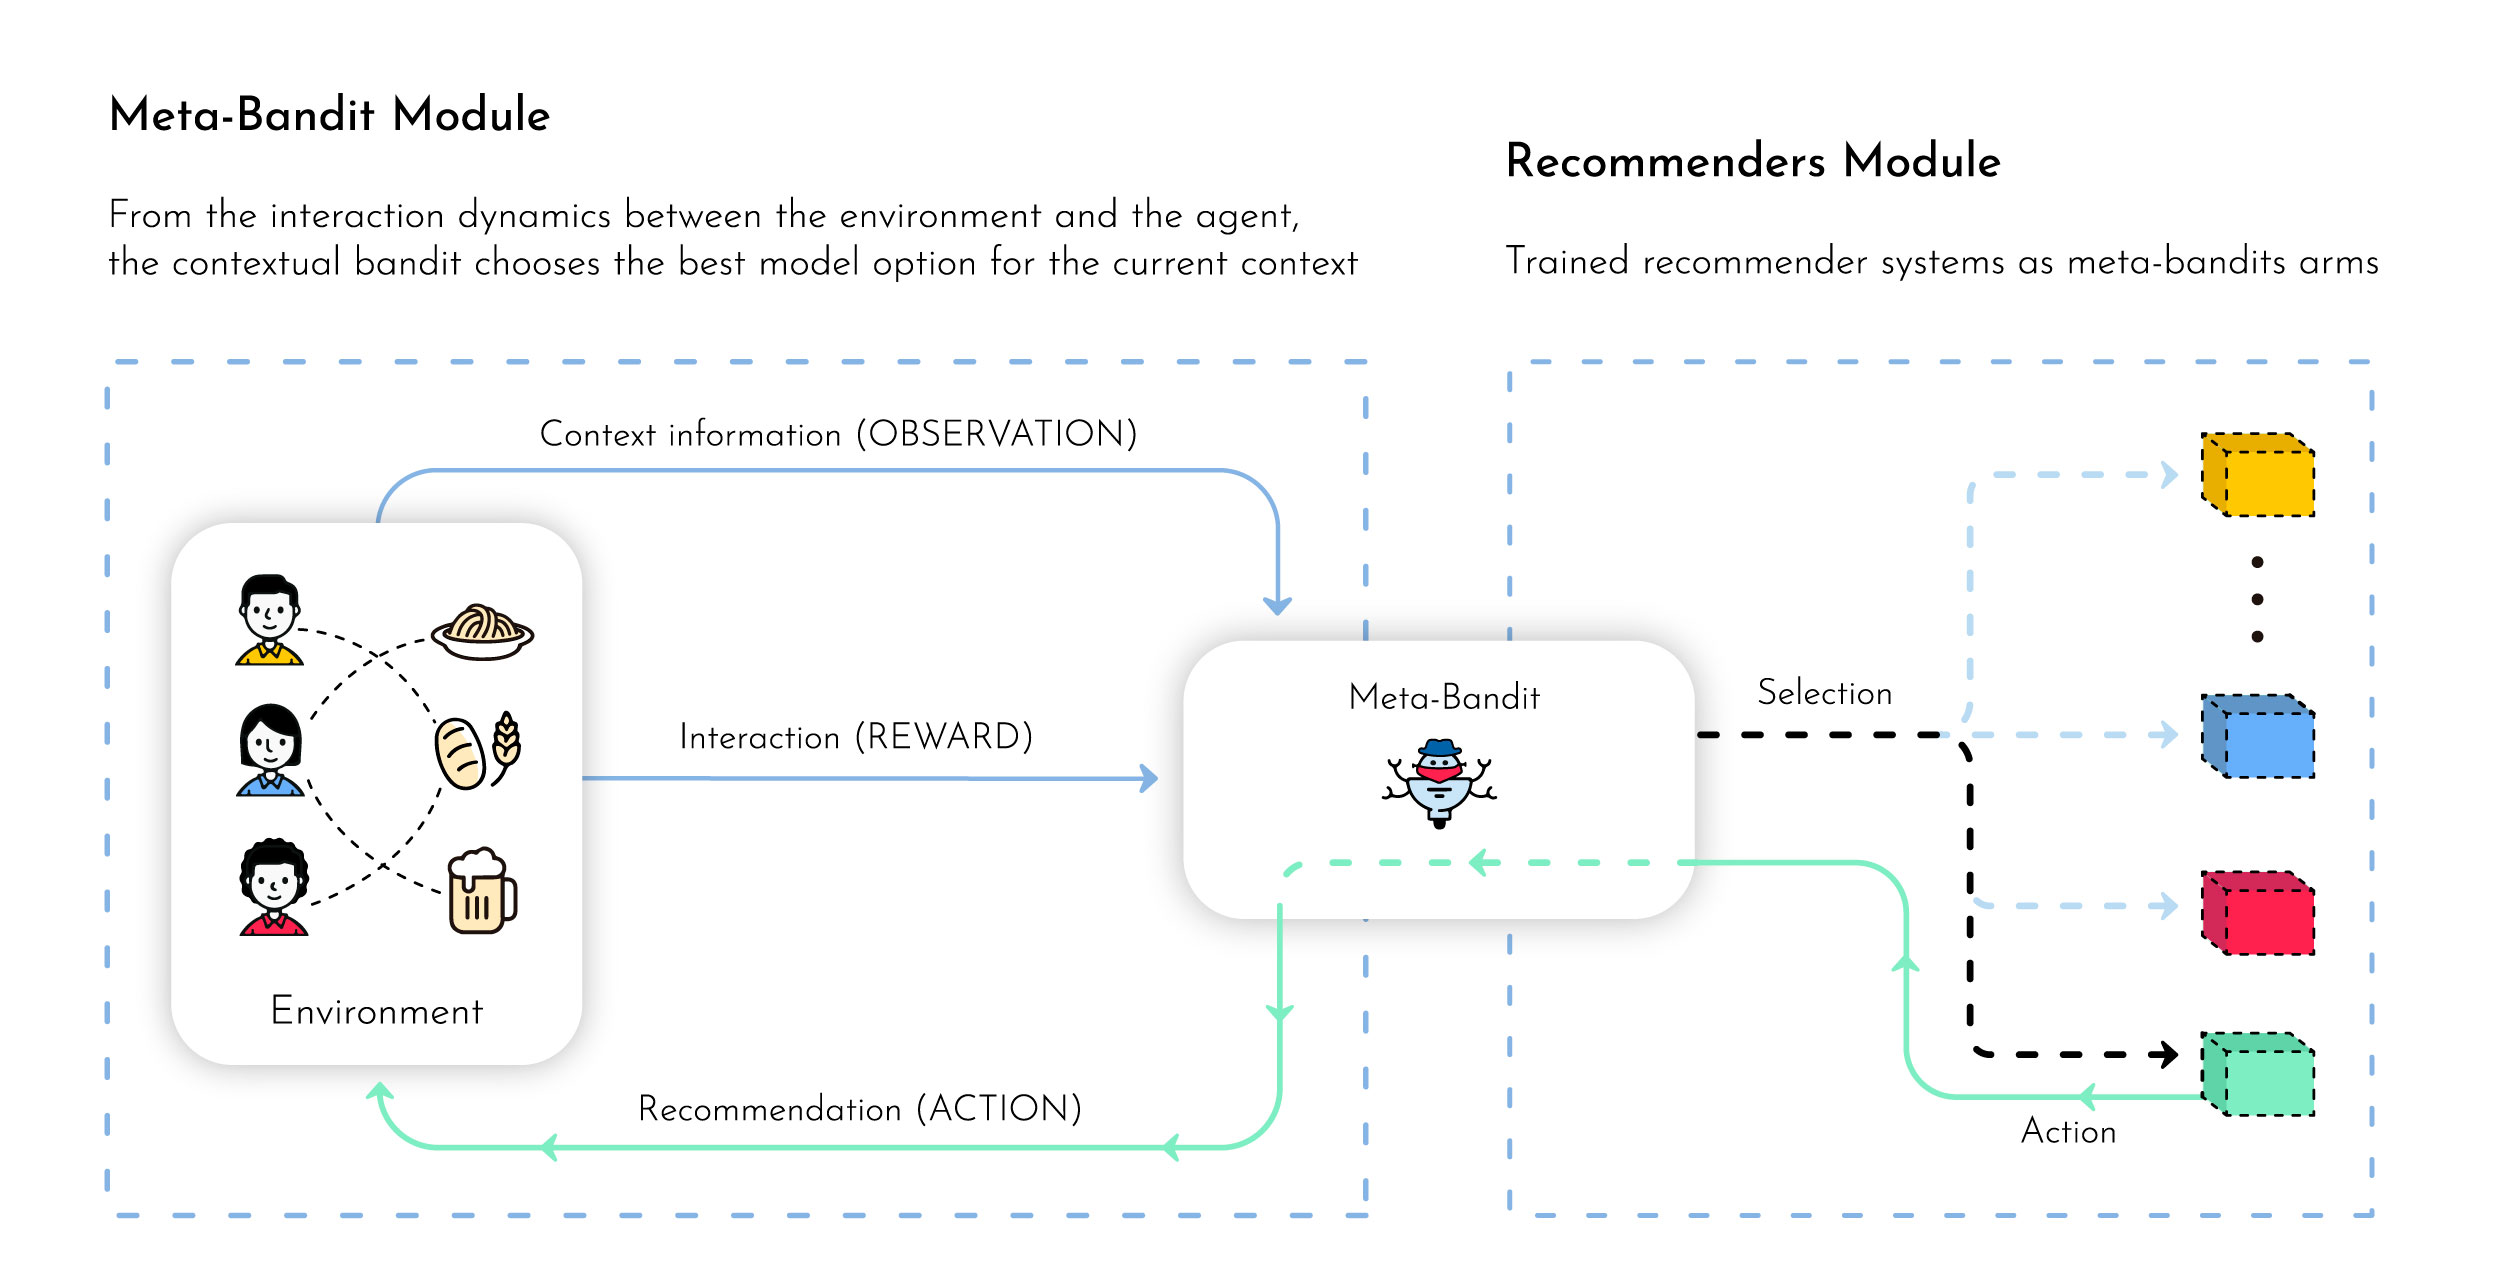 Meta-Bandit Module
From the interaction dynamics between the environment and the agent,
the contextual bandit chooses the best model option for the current context
Recommenders Module
Trained recommender systems as meta-bandits arms
Context information (OBSERVATION)
Interaction (REWARD)
Environment
Recommendation (ACTION)
Meta-Bandit
Selection
Action